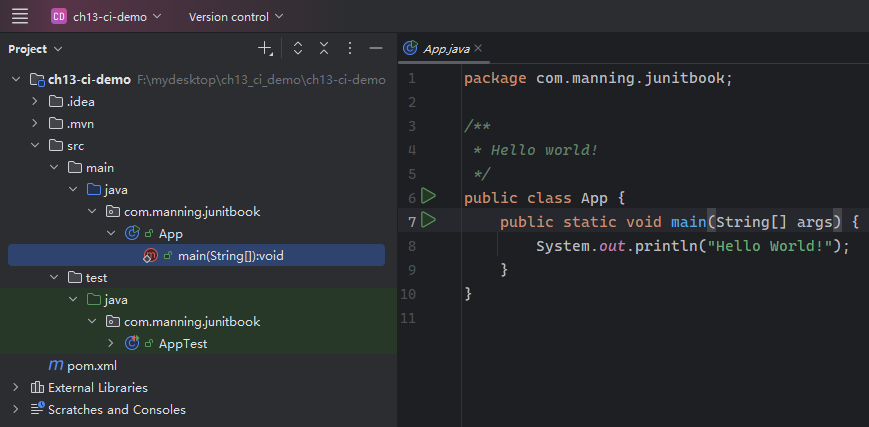 CD ch13-ci-demo Version control
Project
ch13-ci-demo F:\mydesktop\ch13_ci_demo\ch13-ci-demo
.idea
.mvn
src
main
java
com.manning.junitbook
App
main(String[]):void
test
java
com.manning.junitbook
AppTest
pom.xml
External Libraries
Scratches and Consoles
App.java
1 package com.manning.junitbook;
2
3 /**
4  * Hello world!
5  */
6 public class App {
7     public static void main(String[] args) {
8         System.out.println("Hello World!");
9     }
10 }
11